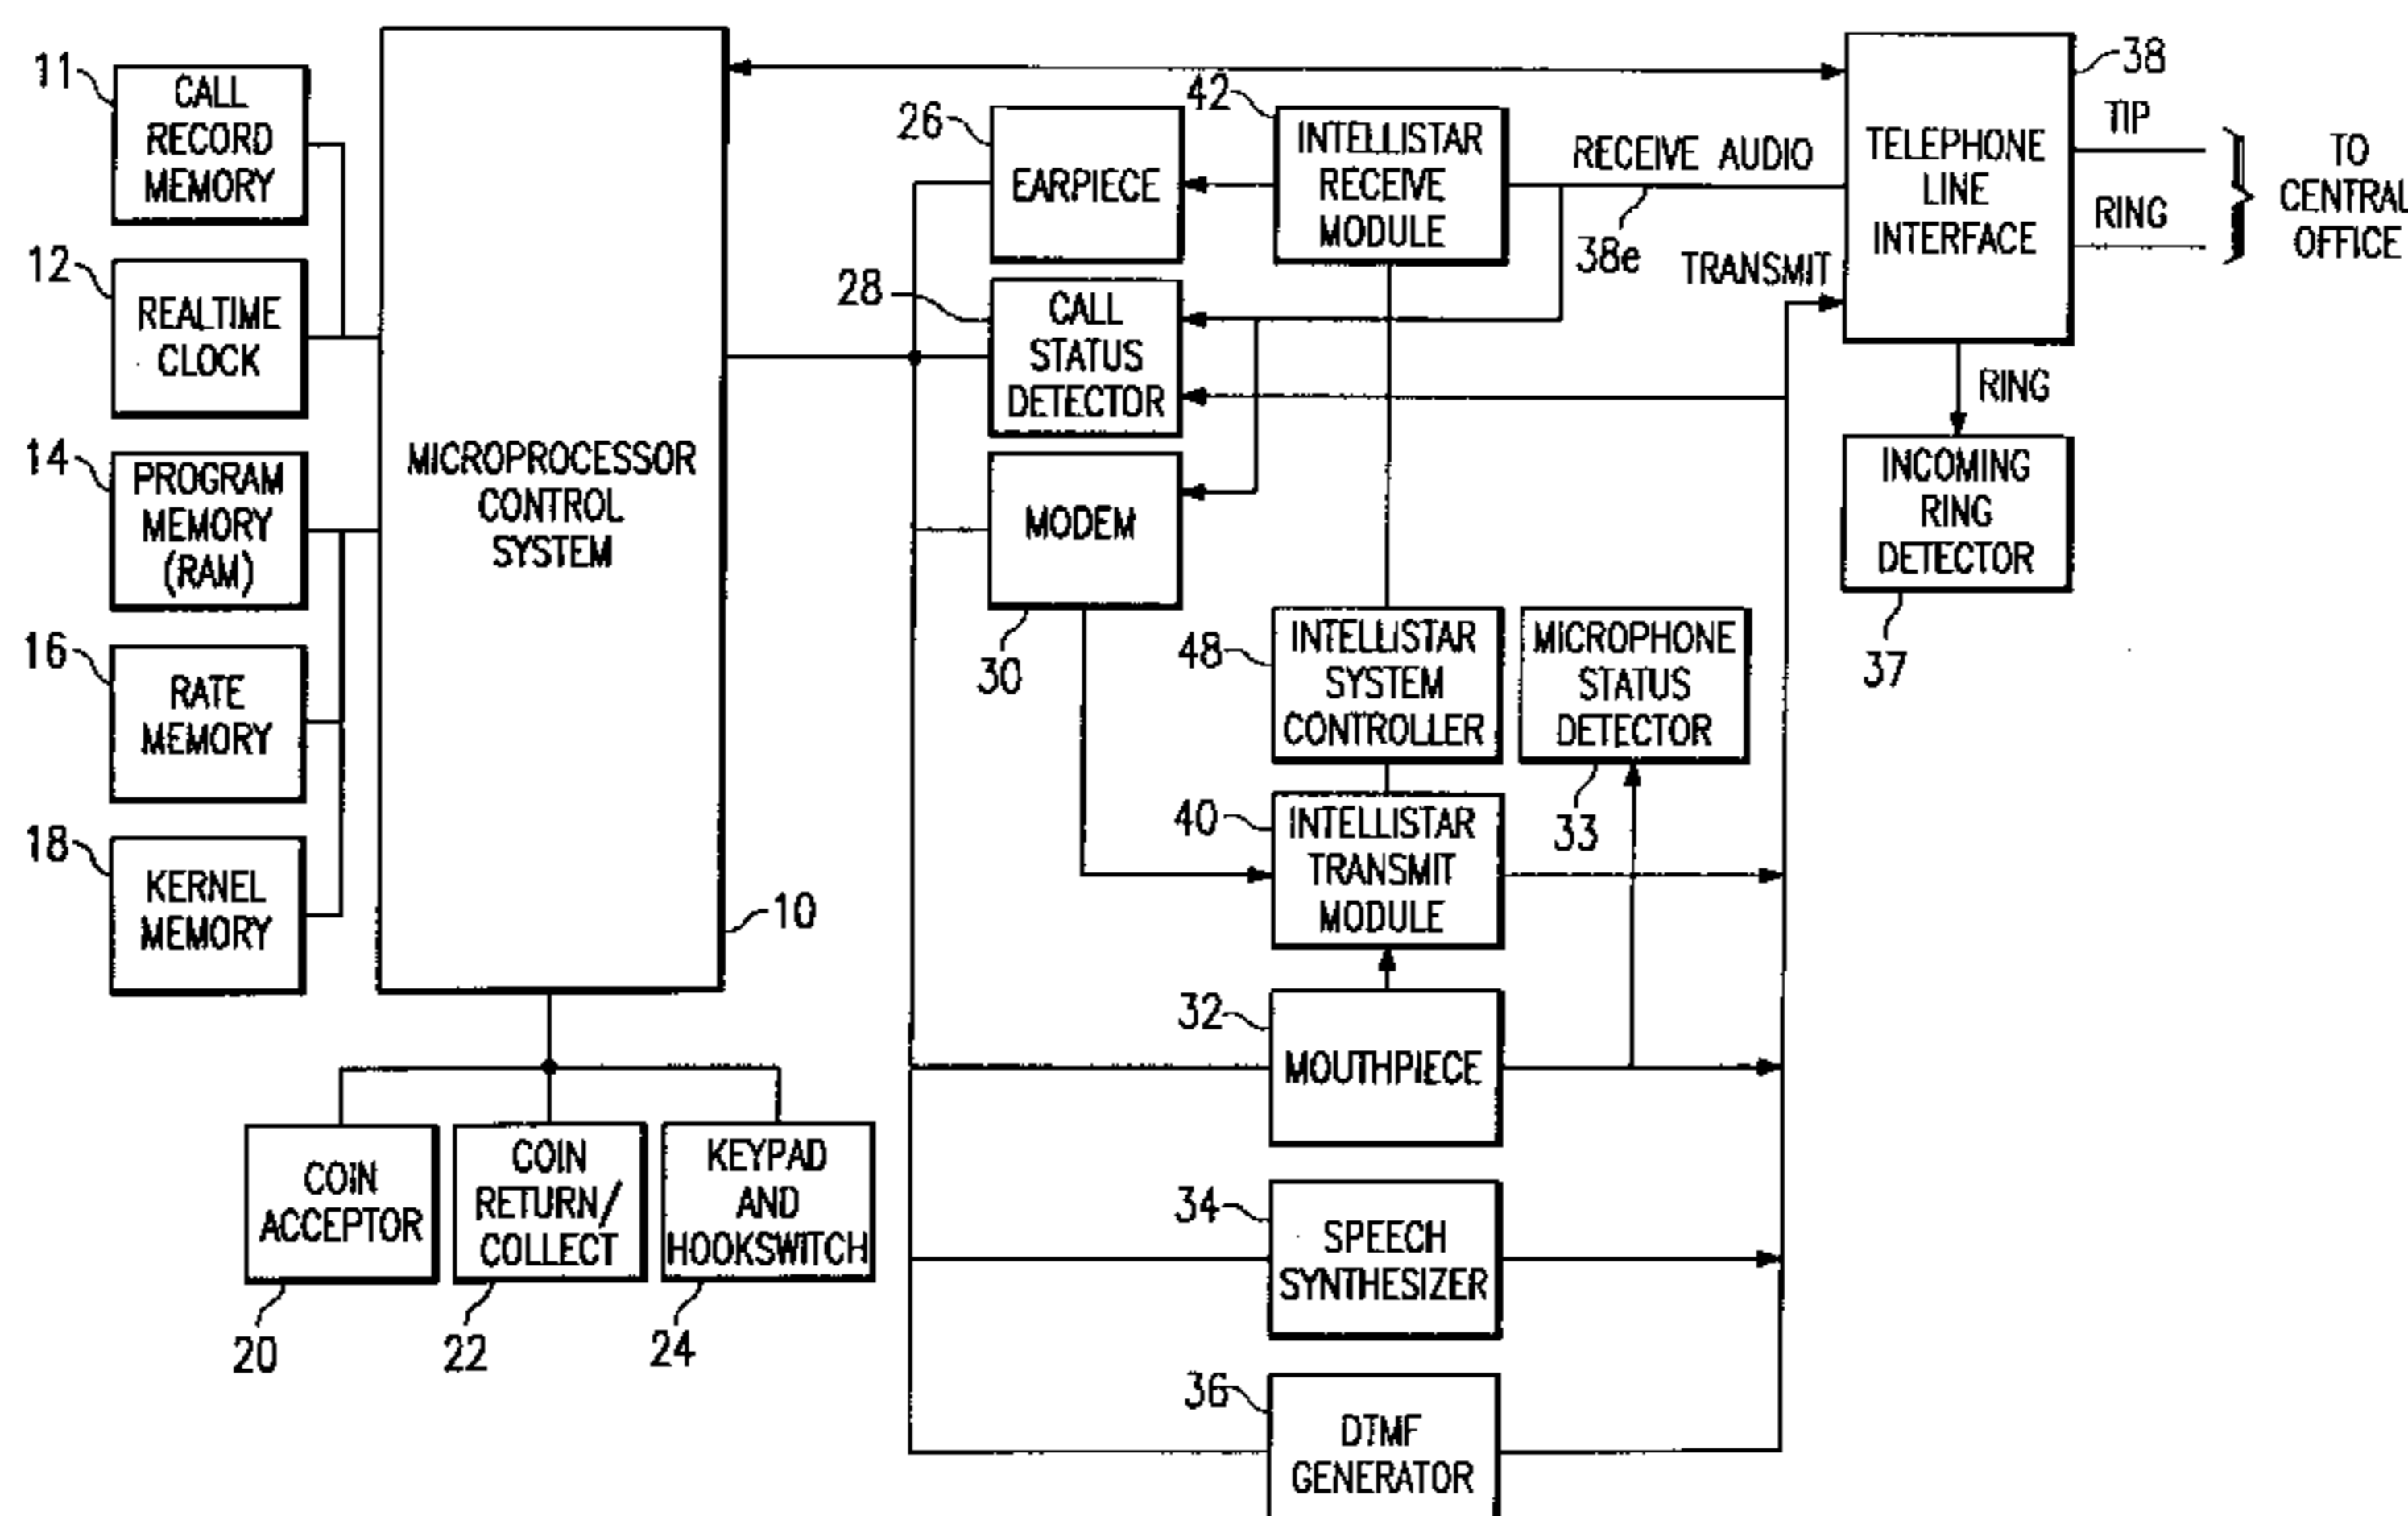 11
CALL
RECORD
MEMORY
12
REALTIME
CLOCK
14
PROGRAM
MEMORY
(RAM)
16
RATE
MEMORY
18
KERNEL
MEMORY
MICROPROCESSOR
CONTROL
SYSTEM
10
COIN
ACCEPTOR
20
COIN
RETURN/
COLLECT
22
KEYPAD
AND
HOOKSWITCH
24
26
EARPIECE
28
CALL
STATUS
DETECTOR
MODEM
30
42
INTELLISTAR
RECEIVE
MODULE
RECEIVE AUDIO
38e
TRANSMIT
48
INTELLISTAR
SYSTEM
CONTROLLER
MICROPHONE
STATUS
DETECTOR
33
40
INTELLISTAR
TRANSMIT
MODULE
32
MOUTHPIECE
34
SPEECH
SYNTHESIZER
36
DTMF
GENERATOR
38
TELEPHONE
LINE
INTERFACE
TIP
RING
TO
CENTRAL
OFFICE
RING
INCOMING
RING
DETECTOR
37